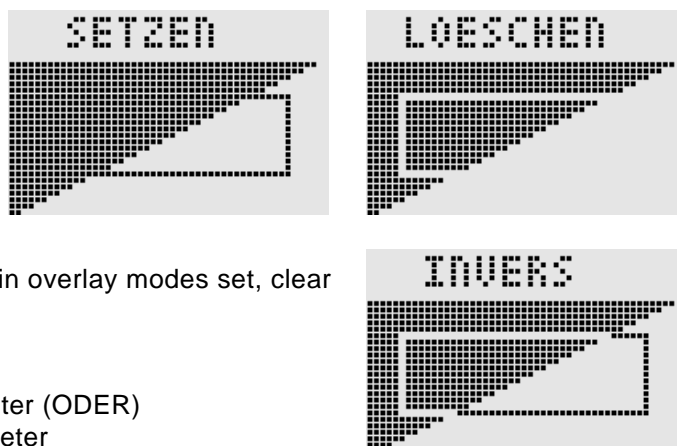 SETZEN
LOESCHEN
in overlay modes set, clear
INVERS
ter (ODER)
eter